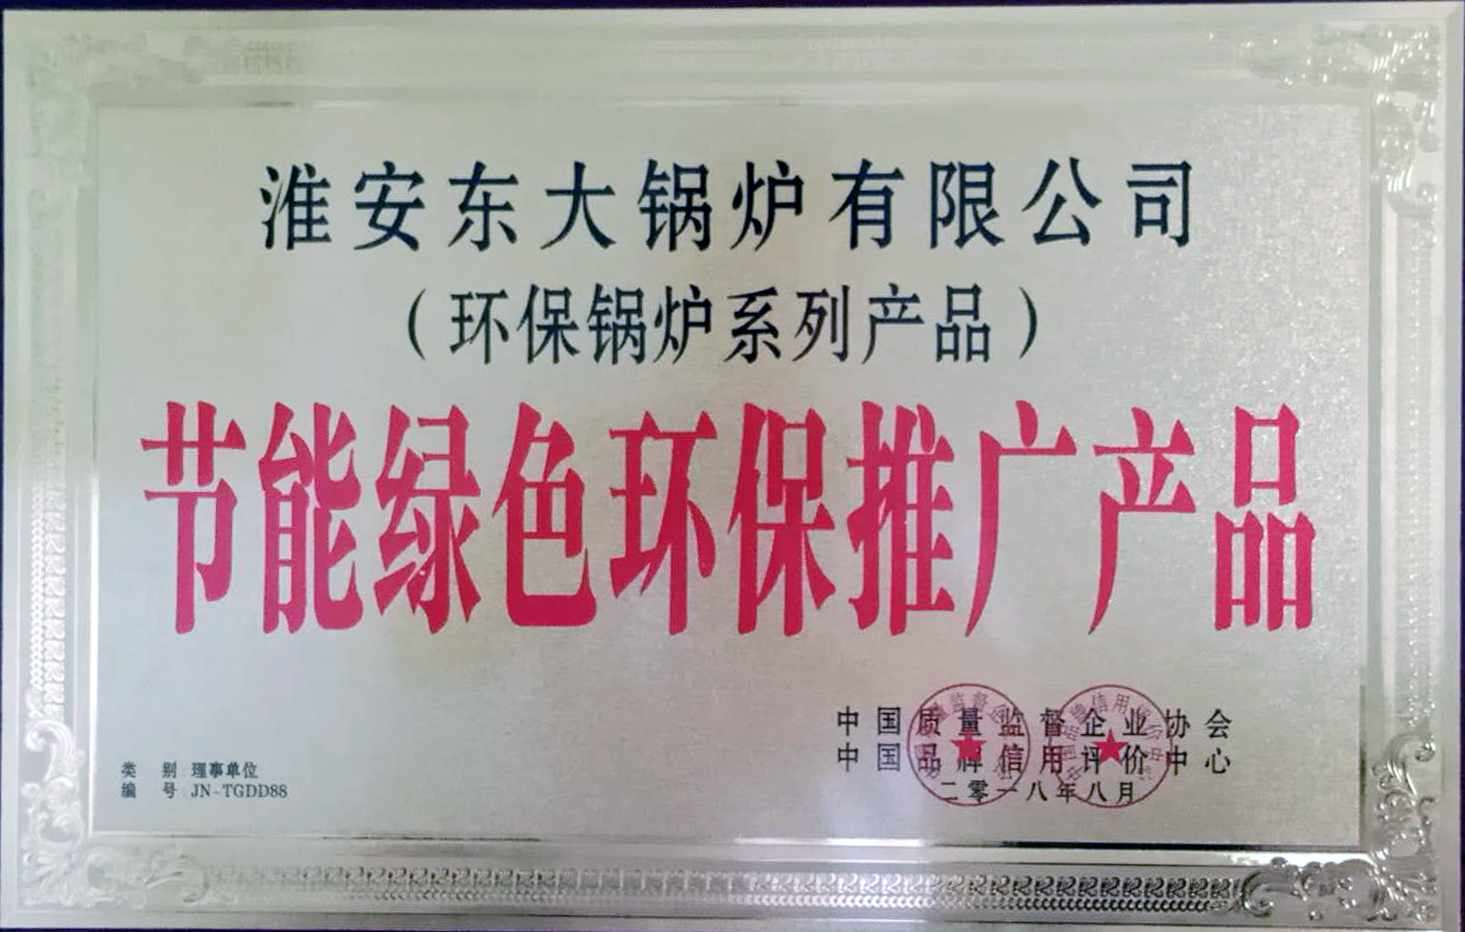 淮安东大锅炉有限公司
（环保锅炉系列产品）
节能绿色环保推广产品
中国质量监督企业协会
中国品牌信用评价中心
二零一八年八月
类 别：理事单位
编 号：JN-TGDD88